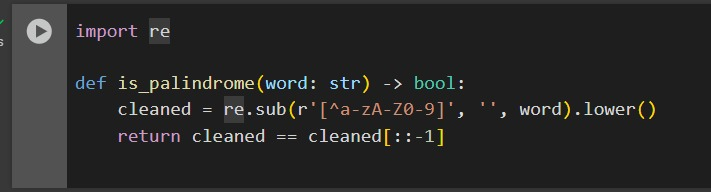 import re
def is_palindrome(word: str) -> bool:
    cleaned = re.sub(r'[^a-zA-Z0-9]', '', word).lower()
    return cleaned == cleaned[::-1]